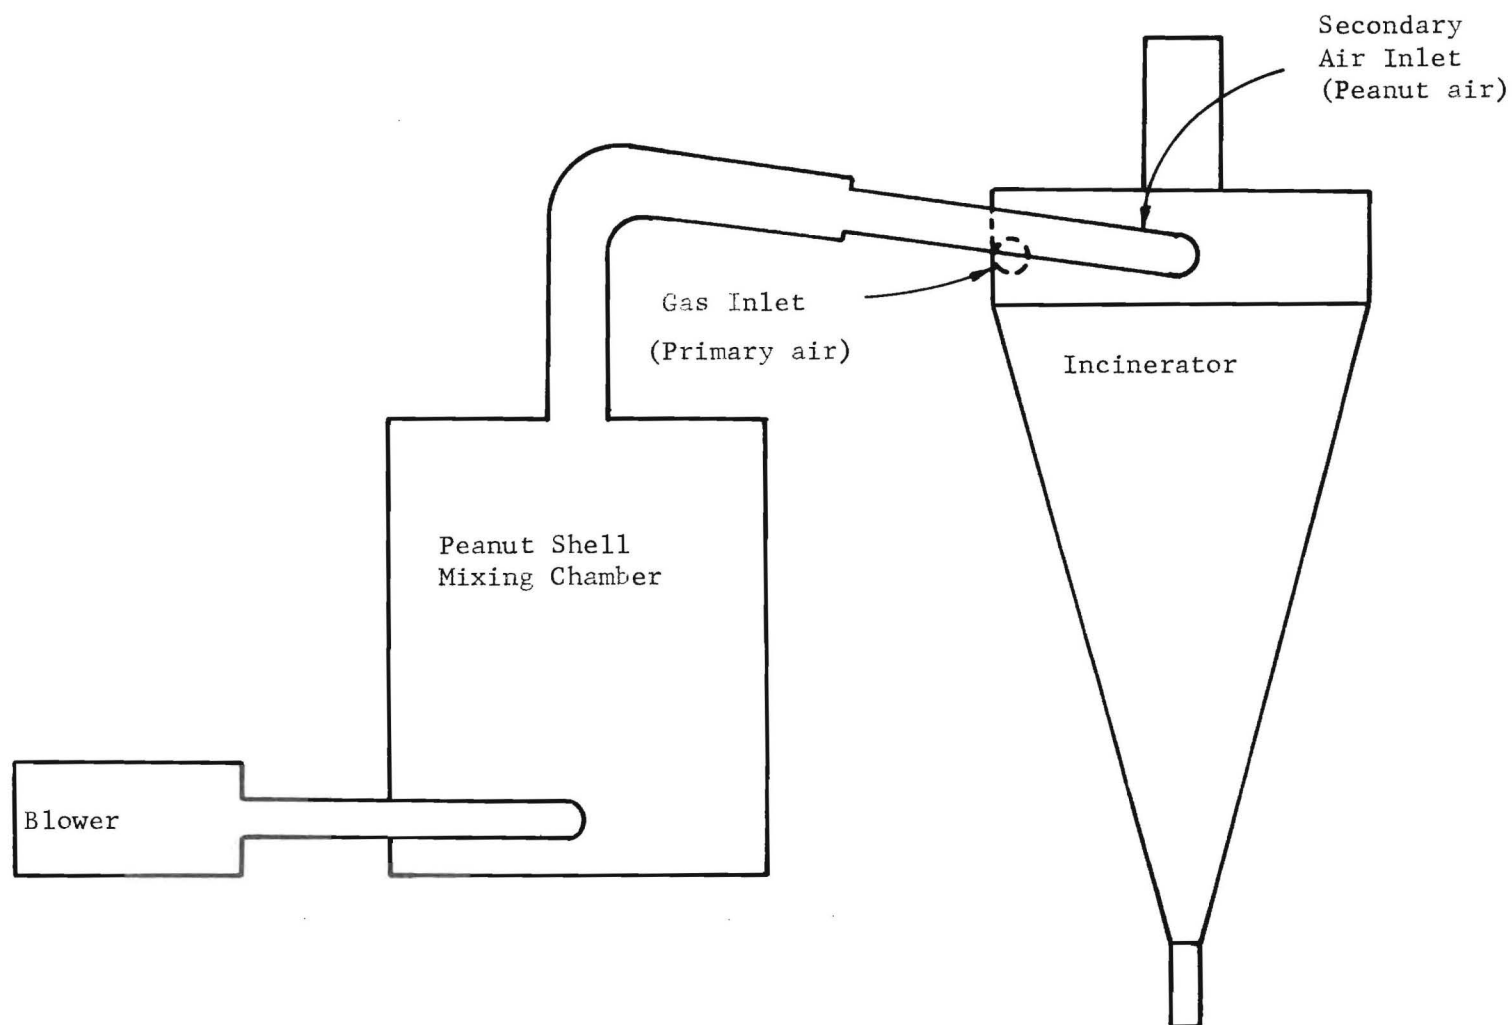 Secondary
Air Inlet
(Peanut air)
Gas Inlet
(Primary air)
Incinerator
Peanut Shell
Mixing Chamber
Blower